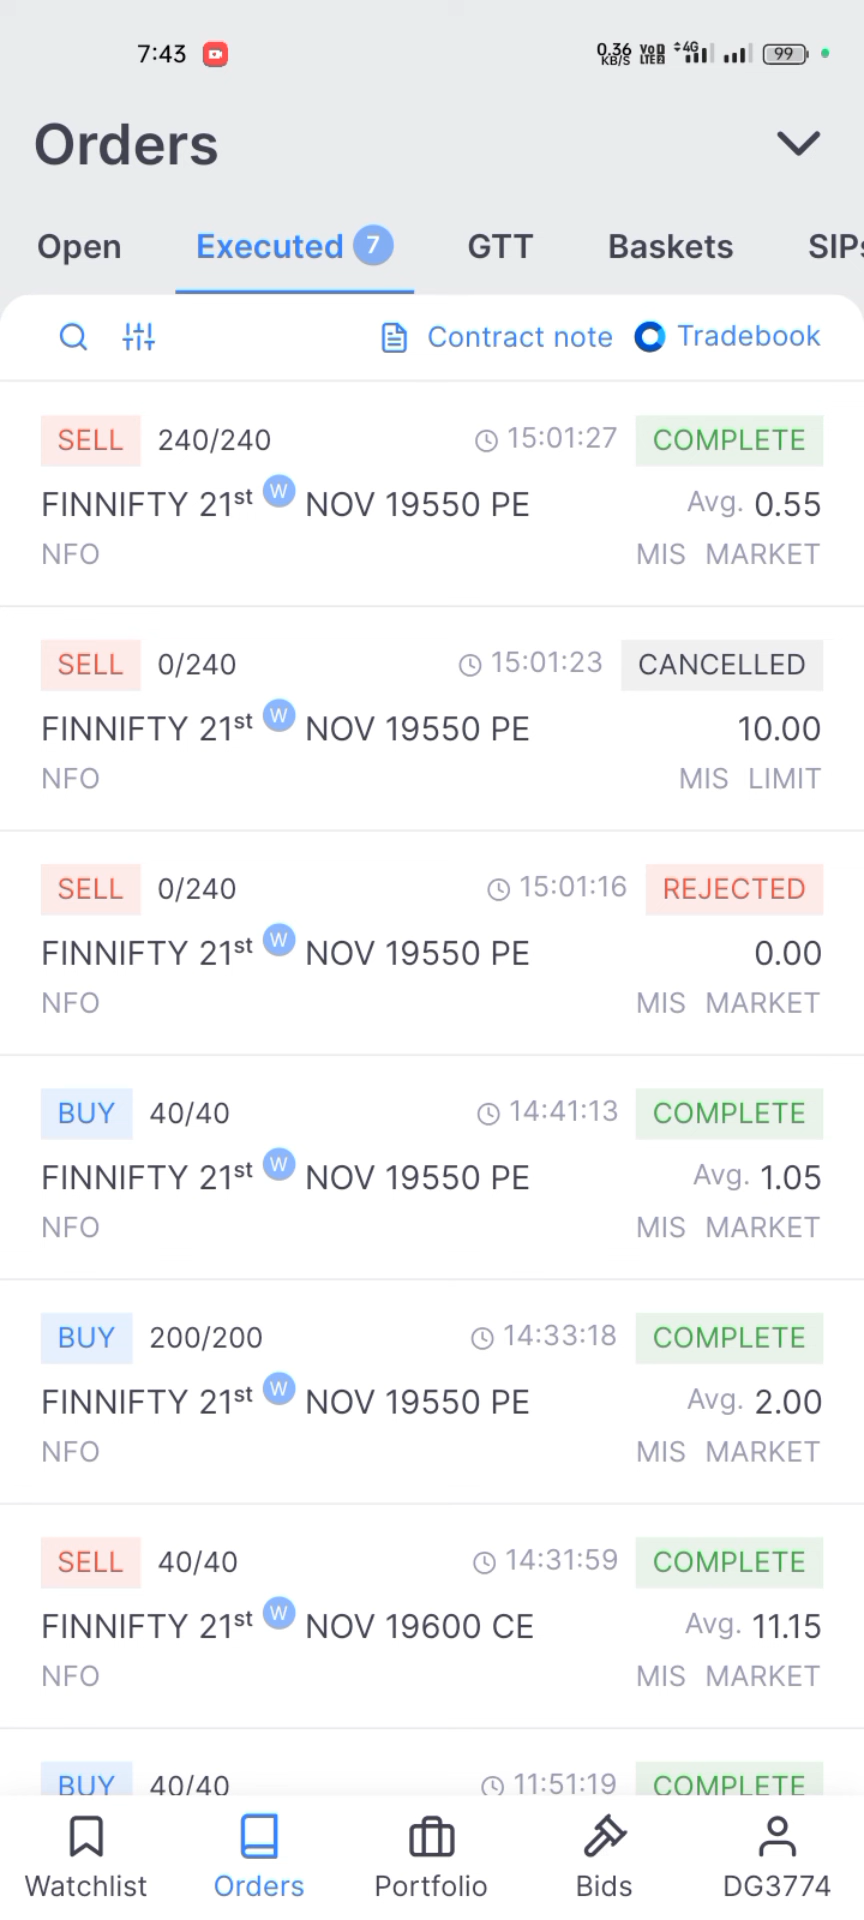 7:43 0.36 KB/S VoD LTE2 4G 99
Orders
Open Executed 7 GTT Baskets SIPs
Contract note Tradebook
SELL 240/240 15:01:27 COMPLETE
FINNIFTY 21st W NOV 19550 PE Avg. 0.55
NFO MIS MARKET
SELL 0/240 15:01:23 CANCELLED
FINNIFTY 21st W NOV 19550 PE 10.00
NFO MIS LIMIT
SELL 0/240 15:01:16 REJECTED
FINNIFTY 21st W NOV 19550 PE 0.00
NFO MIS MARKET
BUY 40/40 14:41:13 COMPLETE
FINNIFTY 21st W NOV 19550 PE Avg. 1.05
NFO MIS MARKET
BUY 200/200 14:33:18 COMPLETE
FINNIFTY 21st W NOV 19550 PE Avg. 2.00
NFO MIS MARKET
SELL 40/40 14:31:59 COMPLETE
FINNIFTY 21st W NOV 19600 CE Avg. 11.15
NFO MIS MARKET
BUY 40/40 11:51:19 COMPLETE
Watchlist Orders Portfolio Bids DG3774